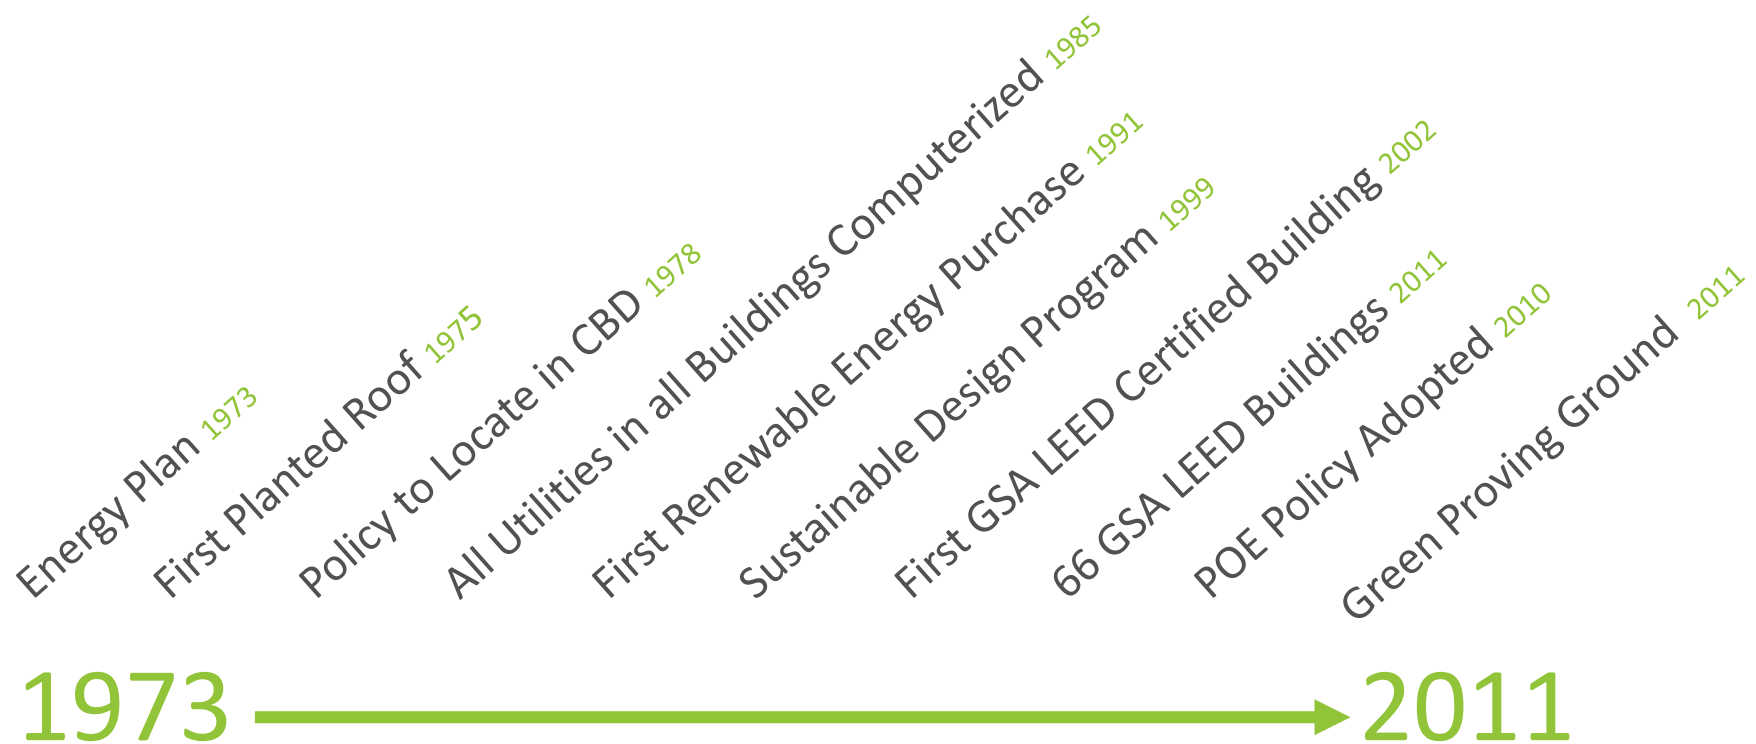 Energy Plan 1973
First Planted Roof 1975
Policy to Locate in CBD 1978
All Utilities in all Buildings Computerized 1985
First Renewable Energy Purchase 1991
Sustainable Design Program 1999
First GSA LEED Certified Building 2002
66 GSA LEED Buildings 2011
POE Policy Adopted 2010
Green Proving Ground 2011
1973
2011